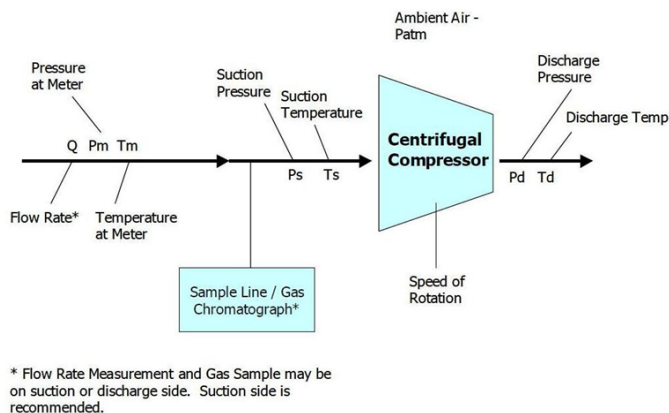 Ambient Air -
Patm
Pressure
at Meter
Suction
Pressure
Suction
Temperature
Discharge
Pressure
Discharge Temp
Q Pm Tm
Centrifugal
Compressor
Ps Ts
Pd Td
Flow Rate*
Temperature
at Meter
Sample Line / Gas
Chromatograph*
Speed of
Rotation
* Flow Rate Measurement and Gas Sample may be
on suction or discharge side. Suction side is
recommended.